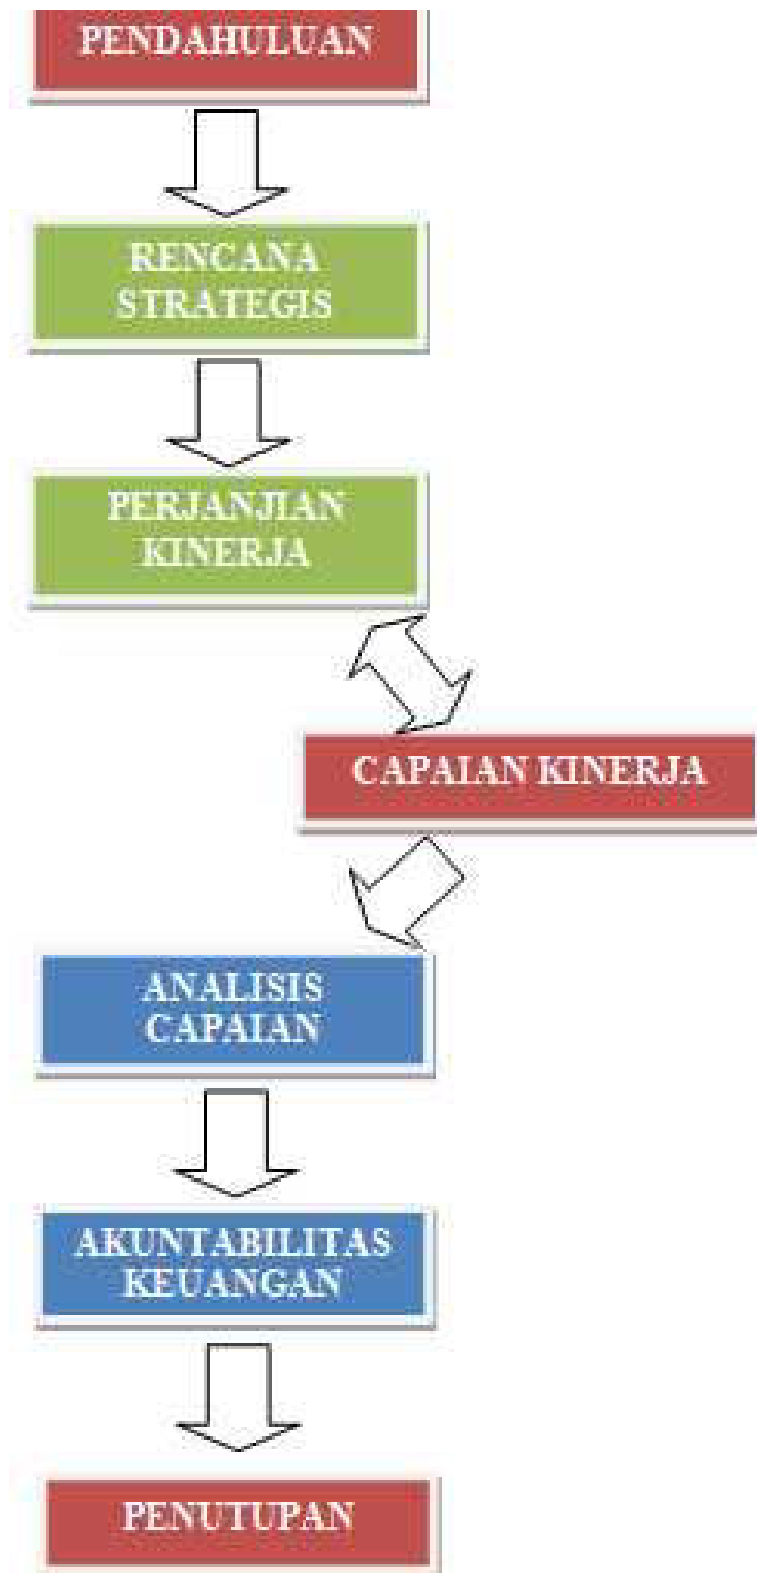 PENDAHULUAN
RENCANA
STRATEGIS
PERJANJIAN
KINERJA
CAPAIAN KINERJA
ANALISIS
CAPAIAN
AKUNTABILITAS
KEUANGAN
PENUTUPAN